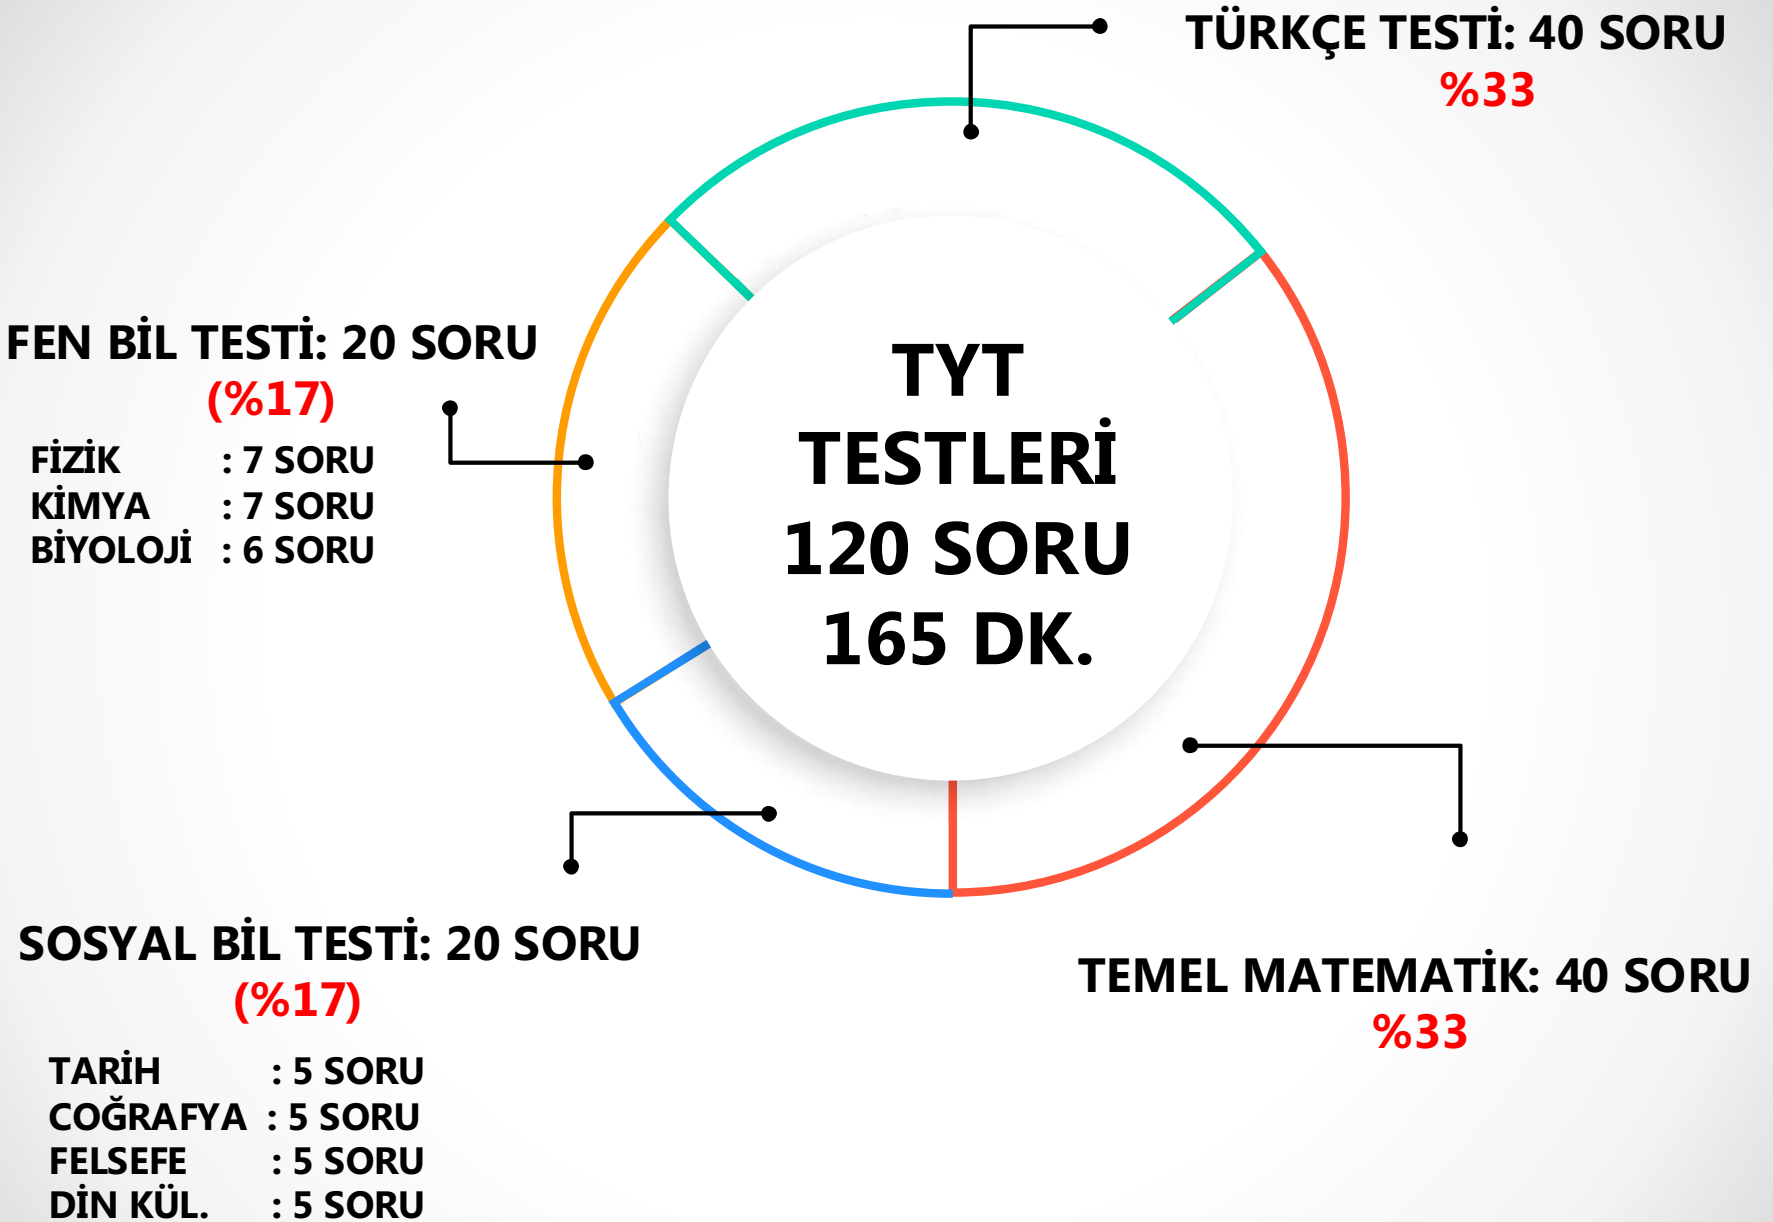 TÜRKÇE TESTİ: 40 SORU
%33
FEN BİL TESTİ: 20 SORU
(%17)
FİZİK : 7 SORU
KİMYA : 7 SORU
BİYOLOJİ : 6 SORU
TYT
TESTLERİ
120 SORU
165 DK.
SOSYAL BİL TESTİ: 20 SORU
(%17)
TARİH : 5 SORU
COĞRAFYA : 5 SORU
FELSEFE : 5 SORU
DİN KÜL. : 5 SORU
TEMEL MATEMATİK: 40 SORU
%33